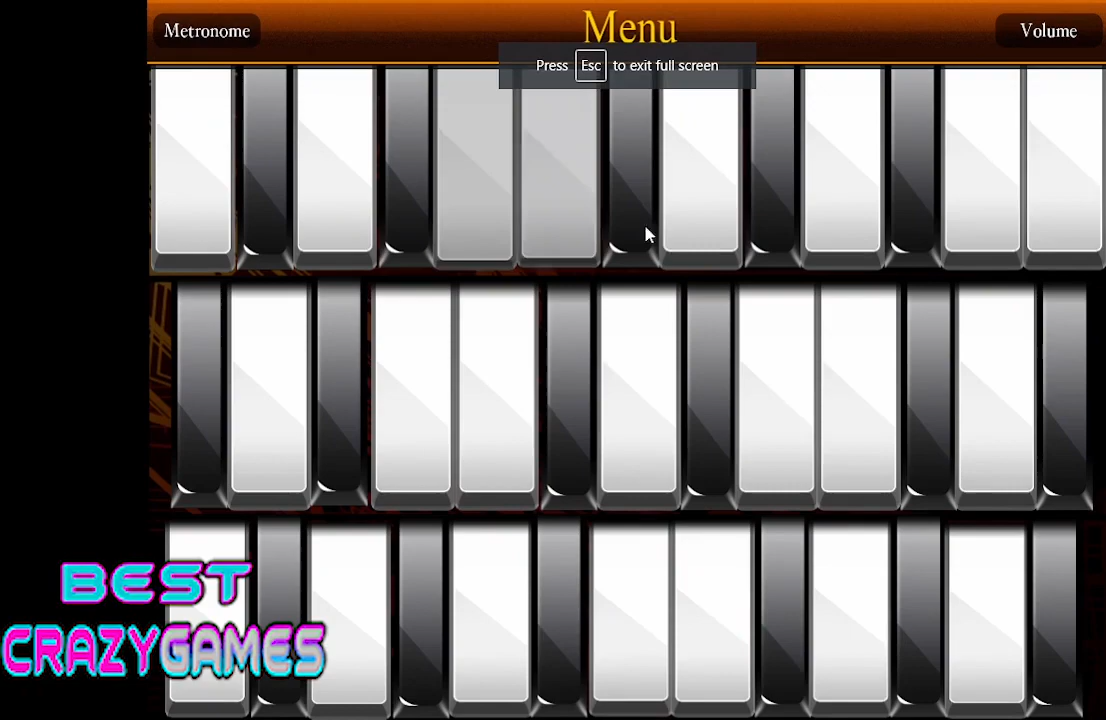 Metronome
Menu
Volume
Press Esc to exit full screen
BEST
CRAZYGAMES